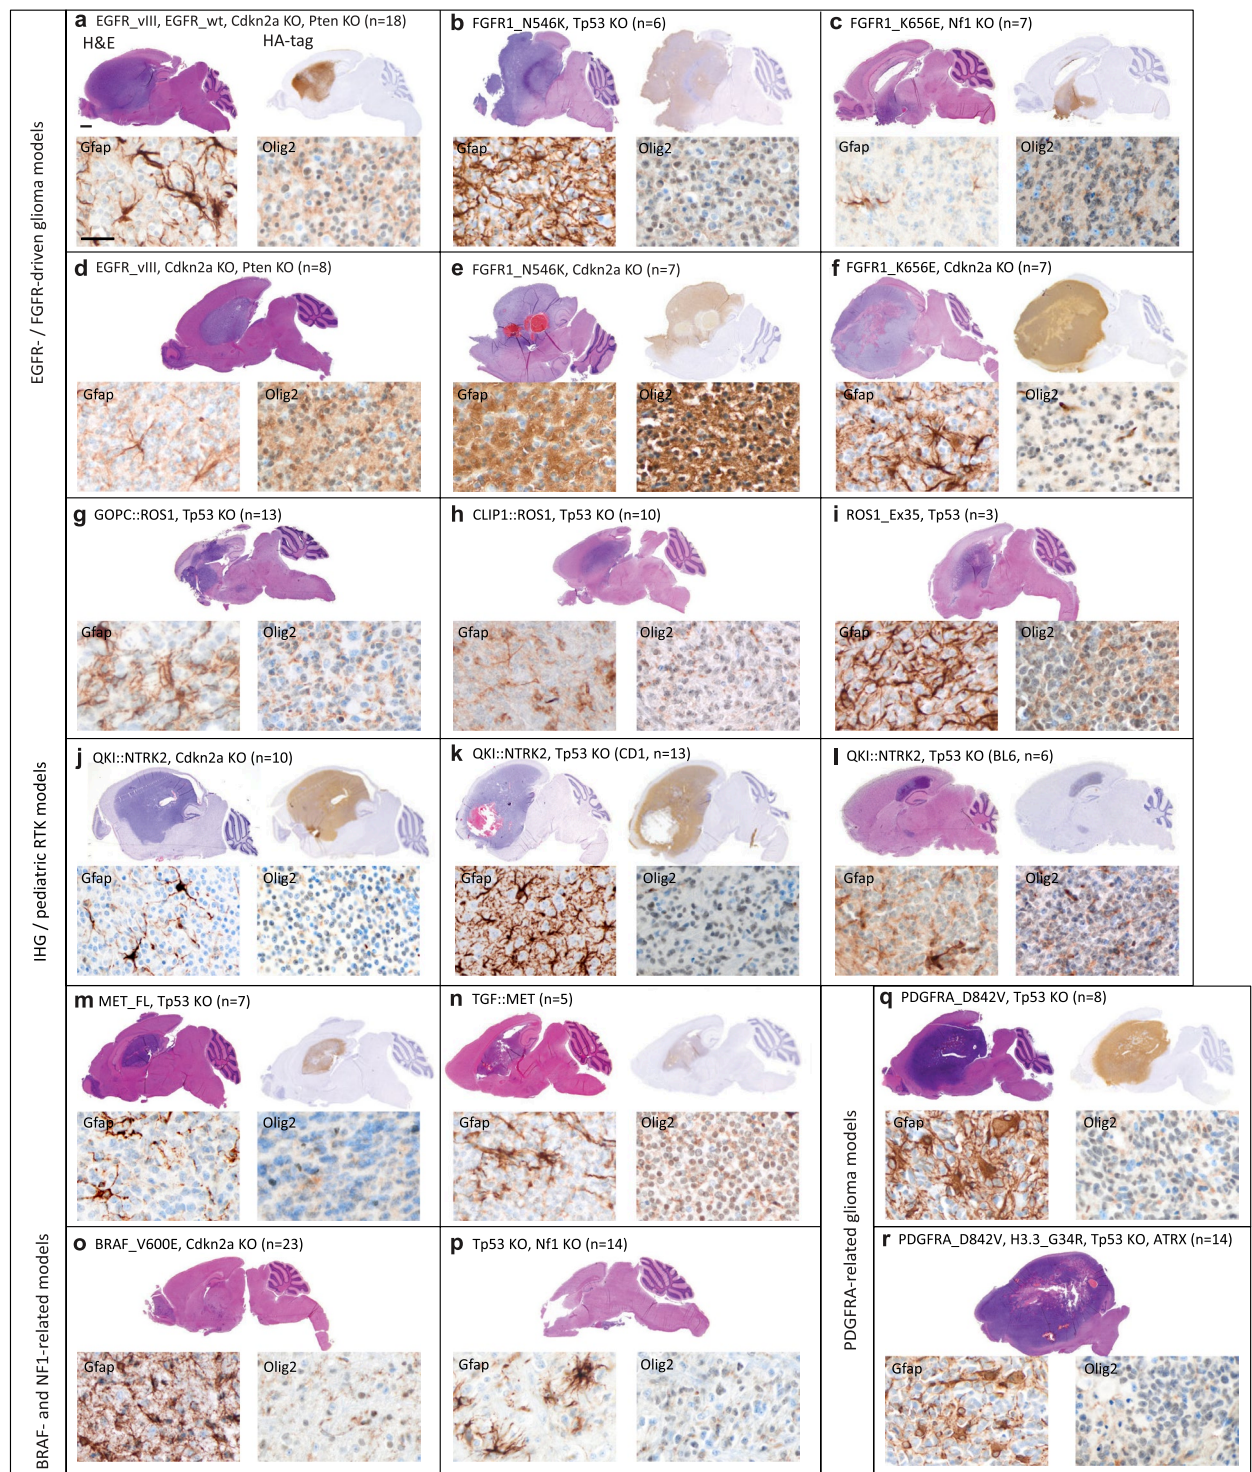 EGFR- / FGFR-driven glioma models
a EGFR_vIII, EGFR_wt, Cdkn2a KO, Pten KO (n=18)
H&E
HA-tag
Gfap
Olig2
b FGFR1_N546K, Tp53 KO (n=6)
Gfap
Olig2
c FGFR1_K656E, Nf1 KO (n=7)
Gfap
Olig2
d EGFR_vIII, Cdkn2a KO, Pten KO (n=8)
Gfap
Olig2
e FGFR1_N546K, Cdkn2a KO (n=7)
Gfap
Olig2
f FGFR1_K656E, Cdkn2a KO (n=7)
Gfap
Olig2
IHG / pediatric RTK models
g GOPC::ROS1, Tp53 KO (n=13)
Gfap
Olig2
h CLIP1::ROS1, Tp53 KO (n=10)
Gfap
Olig2
i ROS1_Ex35, Tp53 (n=3)
Gfap
Olig2
j QKI::NTRK2, Cdkn2a KO (n=10)
Gfap
Olig2
k QKI::NTRK2, Tp53 KO (CD1, n=13)
Gfap
Olig2
l QKI::NTRK2, Tp53 KO (BL6, n=6)
Gfap
Olig2
m MET_FL, Tp53 KO (n=7)
Gfap
Olig2
n TGF::MET (n=5)
Gfap
Olig2
BRAF- and NF1-related models
o BRAF_V600E, Cdkn2a KO (n=23)
Gfap
Olig2
p Tp53 KO, Nf1 KO (n=14)
Gfap
Olig2
PDGFRA-related glioma models
q PDGFRA_D842V, Tp53 KO (n=8)
Gfap
Olig2
r PDGFRA_D842V, H3.3_G34R, Tp53 KO, ATRX (n=14)
Gfap
Olig2